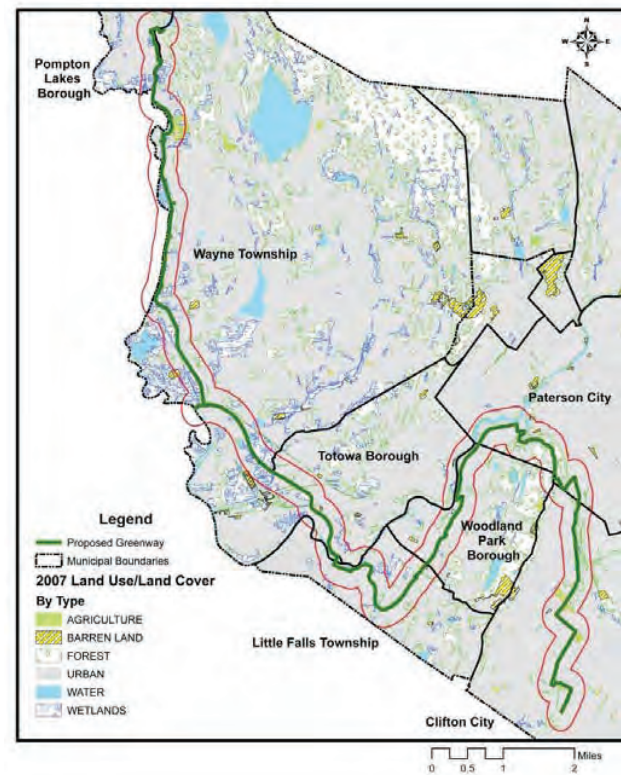 N
W
E
S
Pompton
Lakes
Borough
Wayne Township
Paterson City
Totowa Borough
Woodland
Park
Borough
Little Falls Township
Clifton City
Legend
Proposed Greenway
Municipal Boundaries
2007 Land Use/Land Cover
By Type
AGRICULTURE
BARREN LAND
FOREST
URBAN
WATER
WETLANDS
Miles
0 0.5 1 2